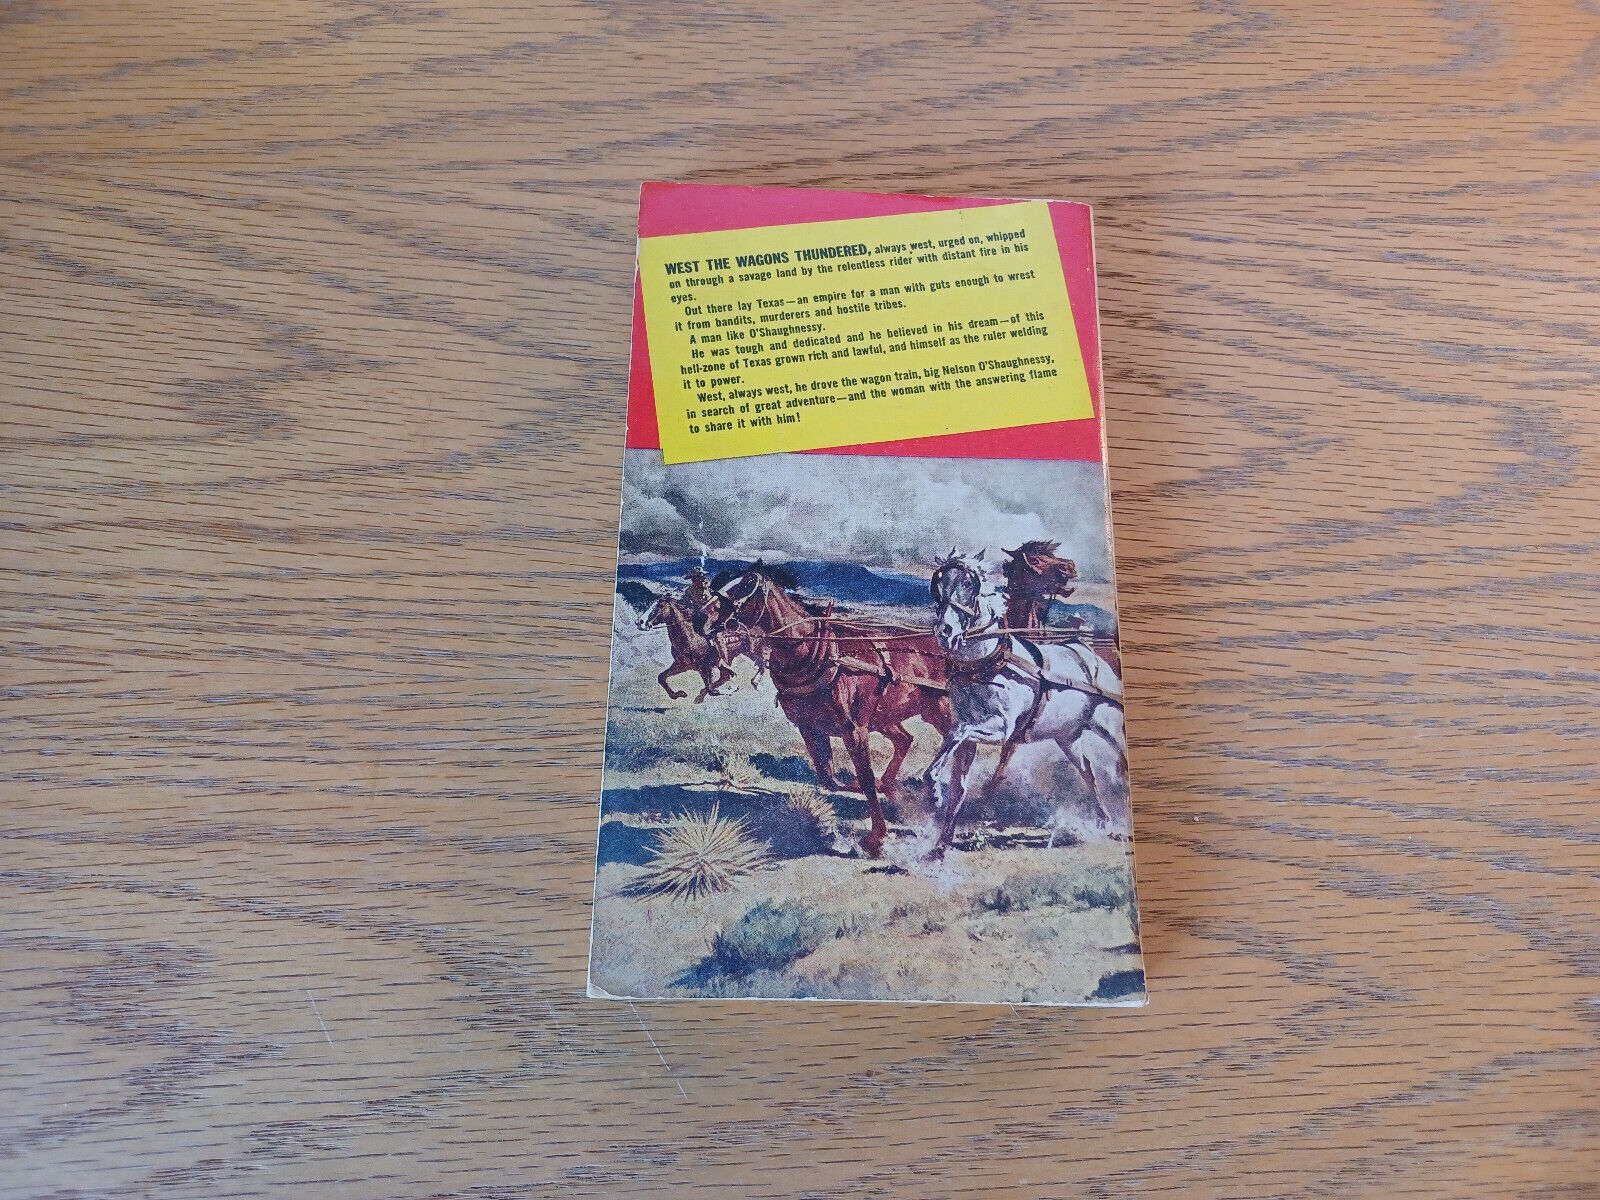 WEST THE WAGONS THUNDERED, always west, urged on, whipped
on through a savage land by the relentless rider with distant fire in his
eyes.
Out there lay Texas—an empire for a man with guts enough to wrest
it from bandits, murderers and hostile tribes.
A man like O'Shaughnessy.
He was tough and dedicated and he believed in his dream—of this
hell-zone of Texas grown rich and lawful, and himself as the ruler welding
it to power.
West, always west, he drove the wagon train, big Nelson O'Shaughnessy,
in search of great adventure—and the woman with the answering flame
to share it with him!